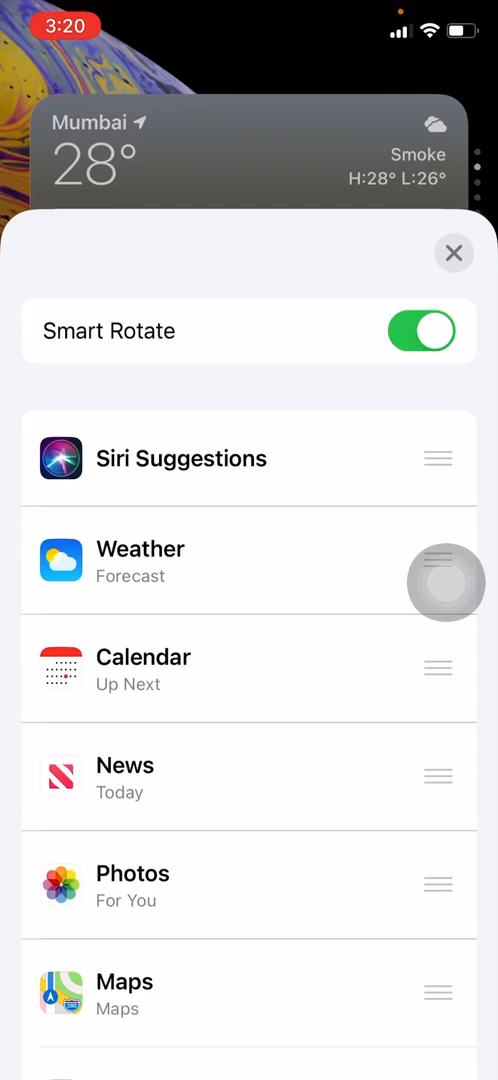 3:20
Mumbai
28°
Smoke
H:28° L:26°
Smart Rotate
Siri Suggestions
Weather
Forecast
Calendar
Up Next
News
Today
Photos
For You
Maps
Maps